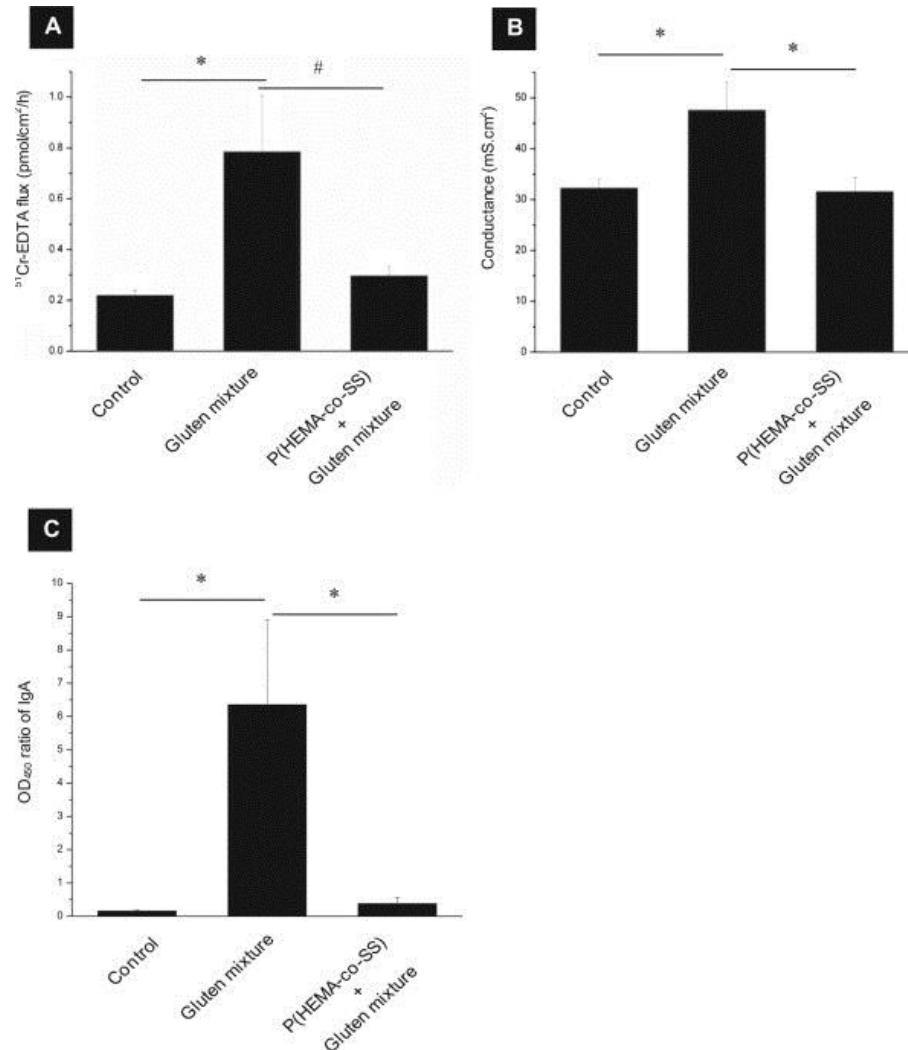 A
*
#
⁵¹Cr-EDTA flux (pmol/cm²/h)
1.0
0.8
0.6
0.4
0.2
0.0
Control
Gluten mixture
P(HEMA-co-SS)
+
Gluten mixture
B
*
*
Conductance (mS.cm²)
50
40
30
20
10
0
Control
Gluten mixture
P(HEMA-co-SS)
+
Gluten mixture
C
*
*
OD₄₅₀ ratio of IgA
10
9
8
7
6
5
4
3
2
1
0
Control
Gluten mixture
P(HEMA-co-SS)
+
Gluten mixture